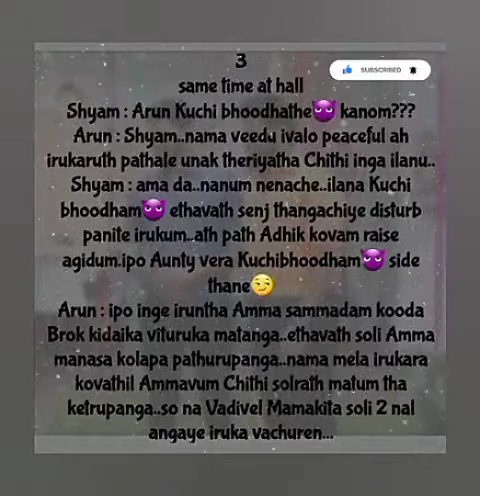 3
SUBSCRIBED
same time at hall
Shyam : Arun Kuchi bhoodhathe😈 kanom???
Arun : Shyam..nama veedu ivalo peaceful ah
irukaruth pathale unak theriyatha Chithi inga ilanu..
Shyam : ama da..nanum nenache..ilana Kuchi
bhoodham😈 ethavath senj thangachiye disturb
panite irukum..ath path Adhik kovam raise
agidum.ipo Aunty vera Kuchibhoodham😈 side
thane😏
Arun : ipo inge iruntha Amma sammadam kooda
Brok kidaika vituruka matanga..ethavath soli Amma
manasa kolapa pathurupanga..nama mela irukara
kovathil Ammavum Chithi solrath matum tha
ketrupanga..so na Vadivel Mamakita soli 2 nal
angaye iruka vachuren...